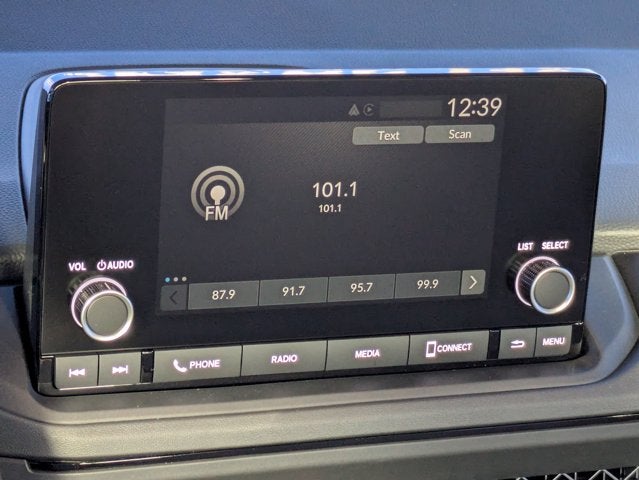 12:39
Text Scan
FM
101.1
101.1
87.9 91.7 95.7 99.9
VOL AUDIO
LIST SELECT
PHONE RADIO MEDIA CONNECT MENU